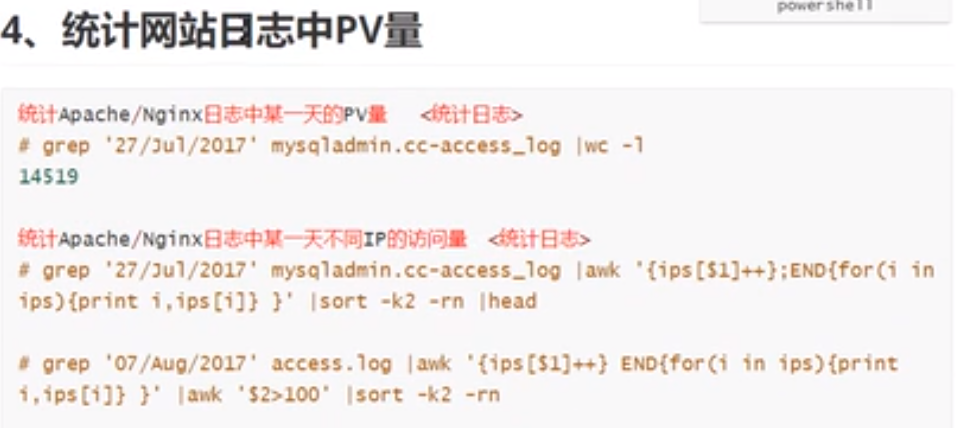 powershell
4、统计网站日志中PV量
统计Apache/Nginx日志中某一天的PV量 <统计日志>
# grep '27/Jul/2017' mysqladmin.cc-access_log |wc -l
14519
统计Apache/Nginx日志中某一天不同IP的访问量 <统计日志>
# grep '27/Jul/2017' mysqladmin.cc-access_log |awk '{ips[$1]++};END{for(i in
ips){print i,ips[i]} }' |sort -k2 -rn |head
# grep '07/Aug/2017' access.log |awk '{ips[$1]++} END{for(i in ips){print
i,ips[i]} }' |awk '$2>100' |sort -k2 -rn